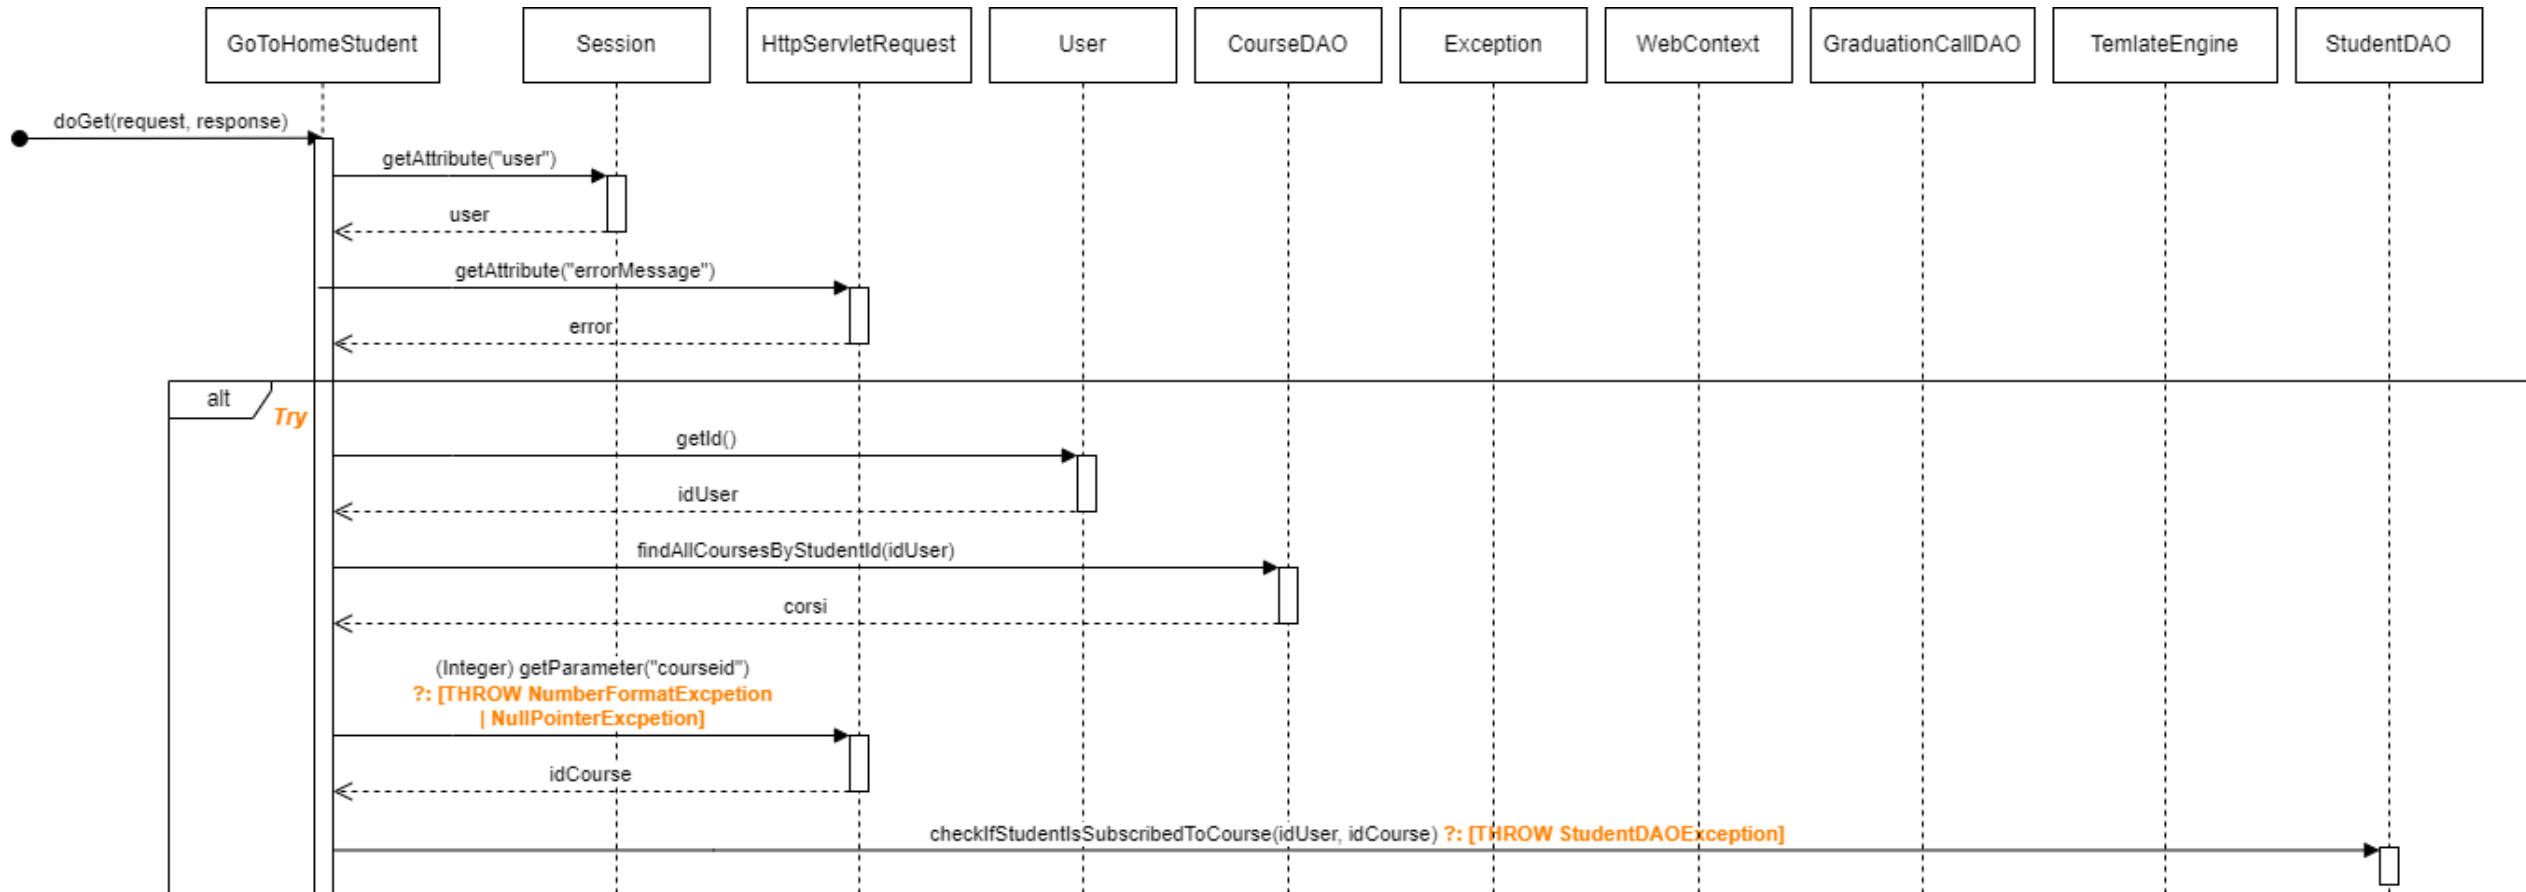 GoToHomeStudent
Session
HttpServletRequest
User
CourseDAO
Exception
WebContext
GraduationCallDAO
TemlateEngine
StudentDAO
doGet(request, response)
getAttribute("user")
user
getAttribute("errorMessage")
error
alt
Try
getId()
idUser
findAllCoursesByStudentId(idUser)
corsi
(Integer) getParameter("courseid")
?: [THROW NumberFormatExcpetion
| NullPointerExcpetion]
idCourse
checkIfStudentIsSubscribedToCourse(idUser, idCourse) ?: [THROW StudentDAOException]